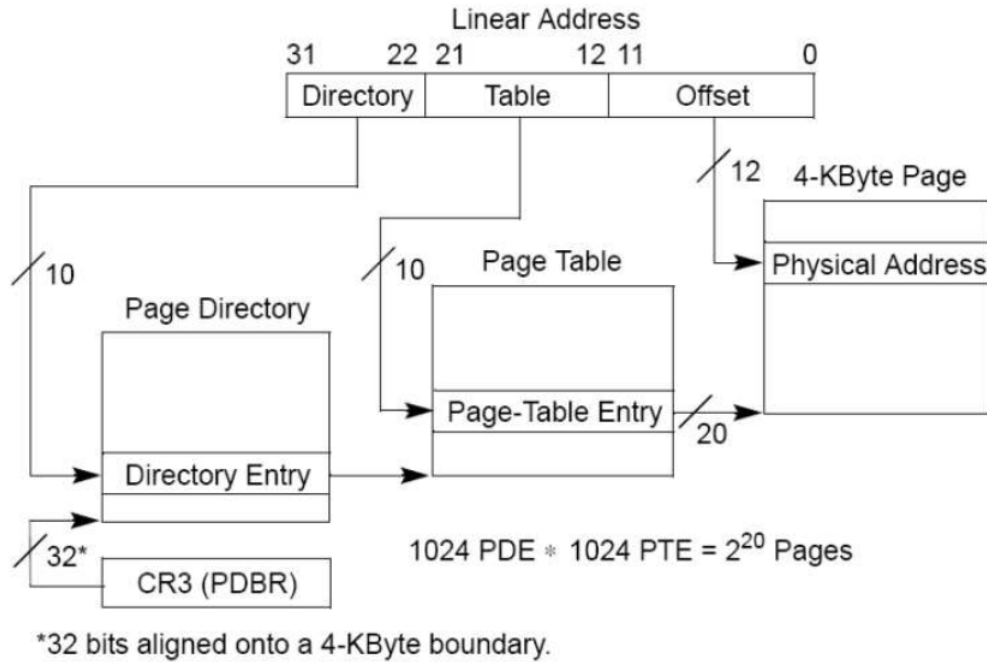 Linear Address
31 22 21 12 11 0
Directory Table Offset
12
4-KByte Page
Physical Address
10
10
Page Table
Page Directory
Page-Table Entry
20
Directory Entry
32*
CR3 (PDBR)
1024 PDE * 1024 PTE = 2²⁰ Pages
*32 bits aligned onto a 4-KByte boundary.